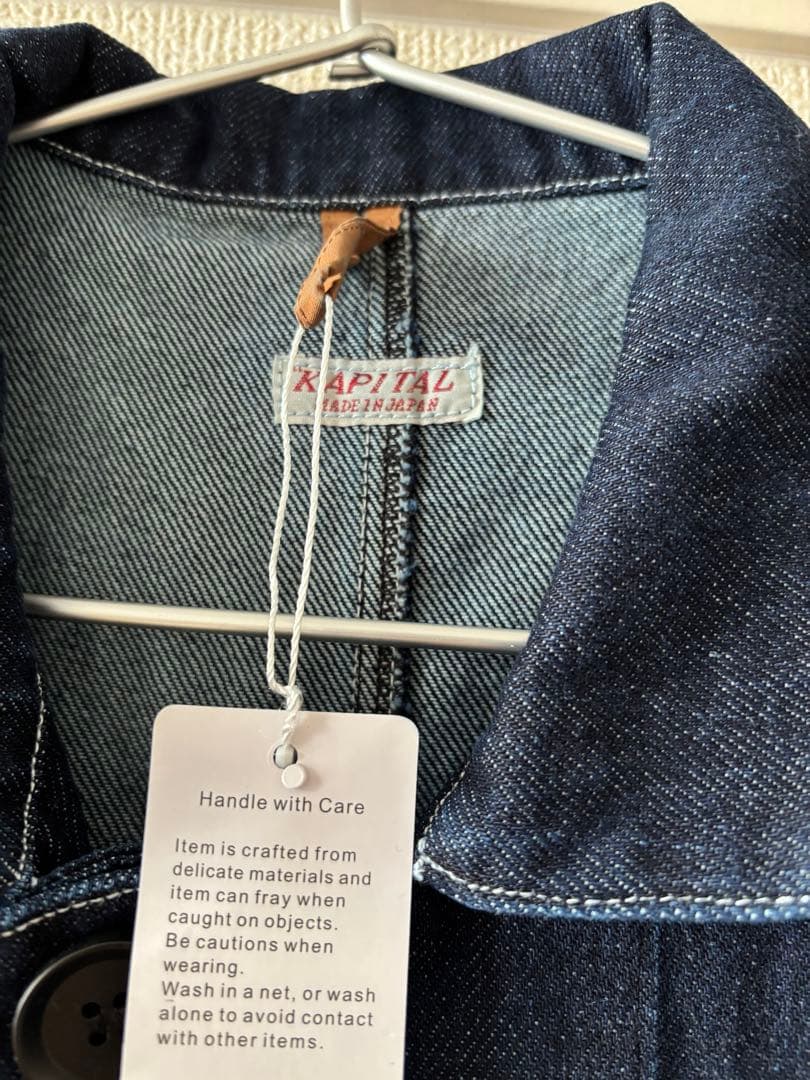 "KAPITAL
MADE IN JAPAN
Handle with Care
Item is crafted from
delicate materials and
item can fray when
caught on objects.
Be cautions when
wearing.
Wash in a net, or wash
alone to avoid contact
with other items.